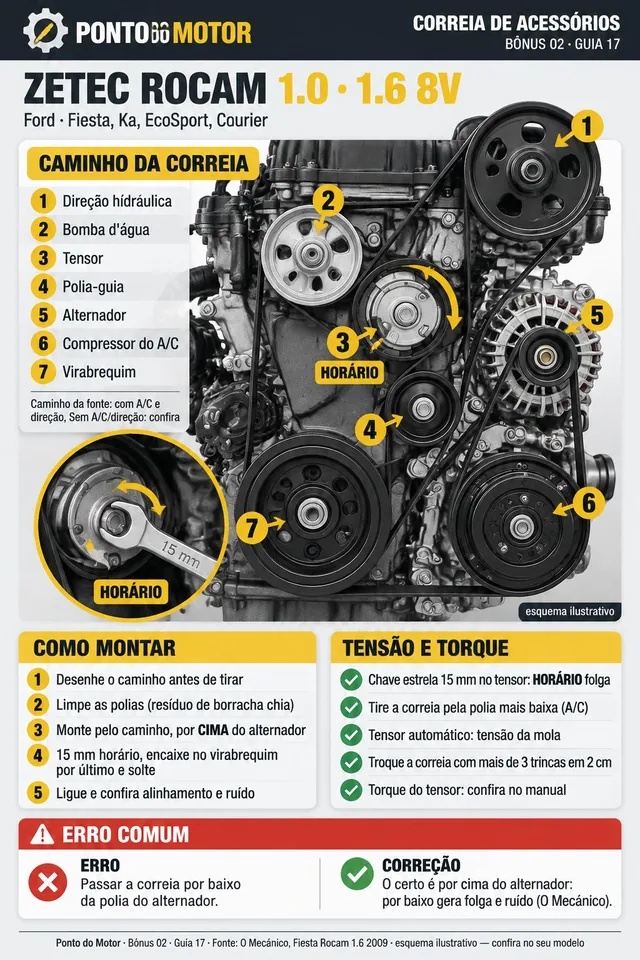 PONTO DO MOTOR
CORREIA DE ACESSÓRIOS
BÔNUS 02 · GUIA 17
ZETEC ROCAM 1.0 · 1.6 8V
Ford · Fiesta, Ka, EcoSport, Courier
CAMINHO DA CORREIA
1 Direção hídráulica
2 Bomba d'água
3 Tensor
4 Polia-guia
5 Alternador
6 Compressor do A/C
7 Virabrequim
Caminho da fonte: com A/C e
direção, Sem A/C/direção: confira
1
2
3
HORÁRIO
4
5
6
7
15 mm
HORÁRIO
esquema ilustrativo
COMO MONTAR
1 Desenhe o caminho antes de tirar
2 Limpe as polias (resíduo de borracha chia)
3 Monte pelo caminho, por CIMA do alternador
4 15 mm horário, encaixe no virabrequim
por último e solte
5 Ligue e confira alinhamento e ruído
TENSÃO E TORQUE
Chave estrela 15 mm no tensor: HORÁRIO folga
Tire a correia pela polia mais baixa (A/C)
Tensor automático: tensão da mola
Troque a correia com mais de 3 trincas em 2 cm
Torque do tensor: confira no manual
ERRO COMUM
ERRO
Passar a correia por baixo
da polia do alternador.
CORREÇÃO
O certo é por cima do alternador:
por baixo gera folga e ruído (O Mecánico).
Ponto do Motor · Bônus 02 · Guia 17 · Fonte: O Mecánico, Fiesta Rocam 1.6 2009 · esquema ilustrativo — confira no seu modelo